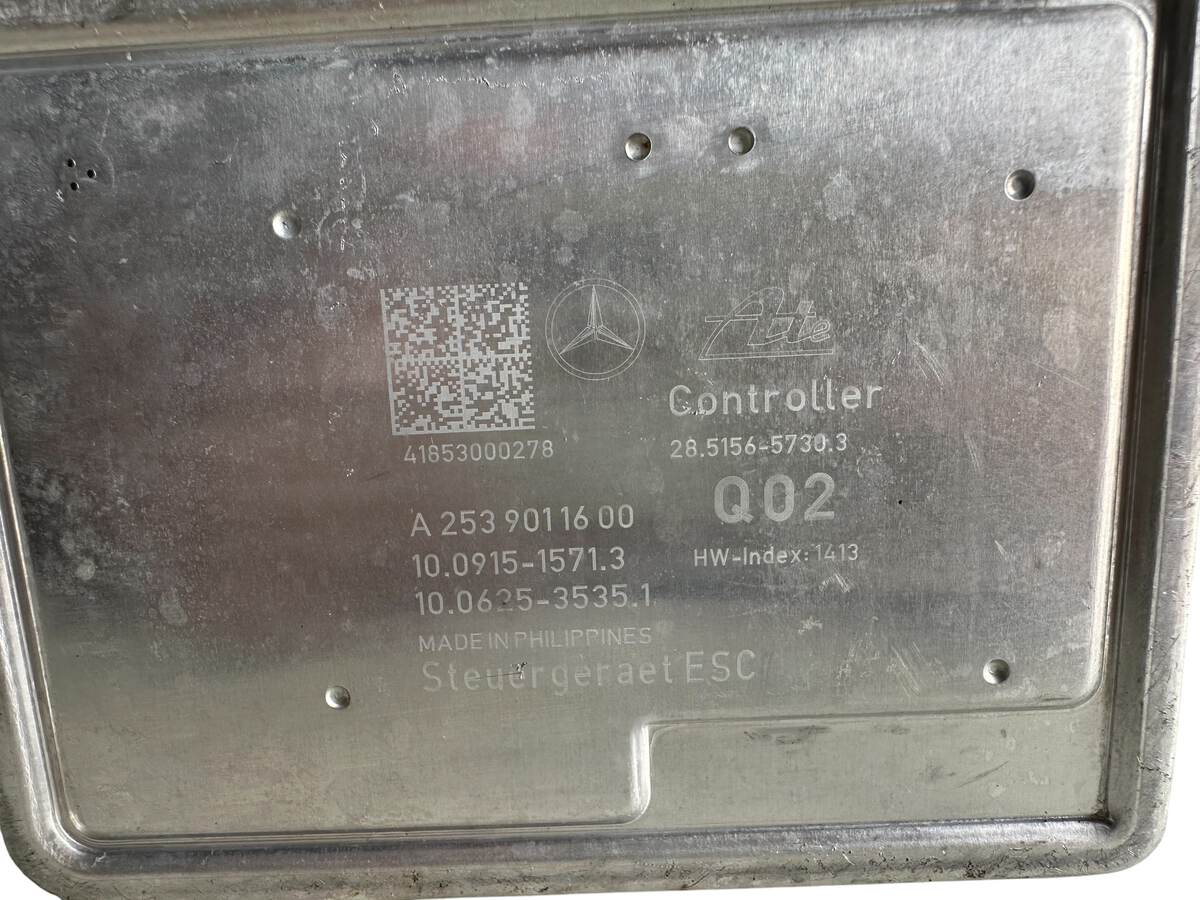 Ate
Controller
41853000278
28.5156-5730.3
Q02
A 253 901 16 00
10.0915-1571.3
HW-Index: 1413
10.0625-3535.1
MADE IN PHILIPPINES
Steuergeraet ESC